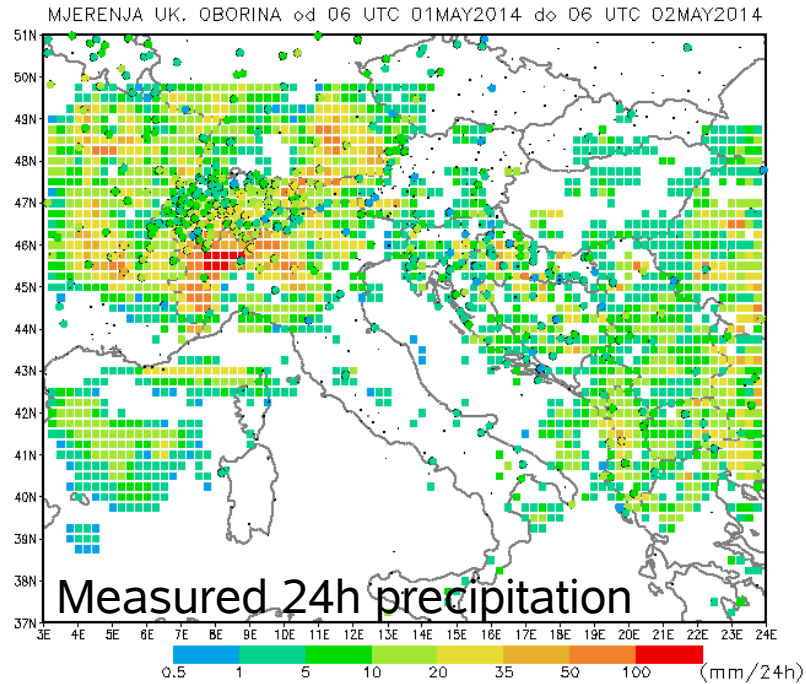 MJERENJA UK. OBORINA od 06 UTC 01MAY2014 do 06 UTC 02MAY2014
51N
50N
49N
48N
47N
46N
45N
44N
43N
42N
41N
40N
39N
38N
37N
Measured 24h precipitation
3E 4E 5E 6E 7E 8E 9E 10E 11E 12E 13E 14E 15E 16E 17E 18E 19E 20E 21E 22E 23E 24E
0.5 1 5 10 20 35 50 100 (mm/24h)